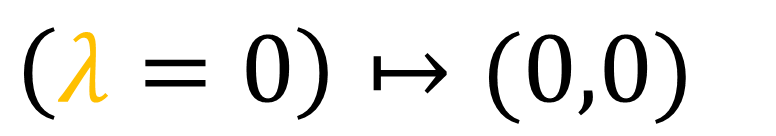 (λ = 0) ↦ (0,0)